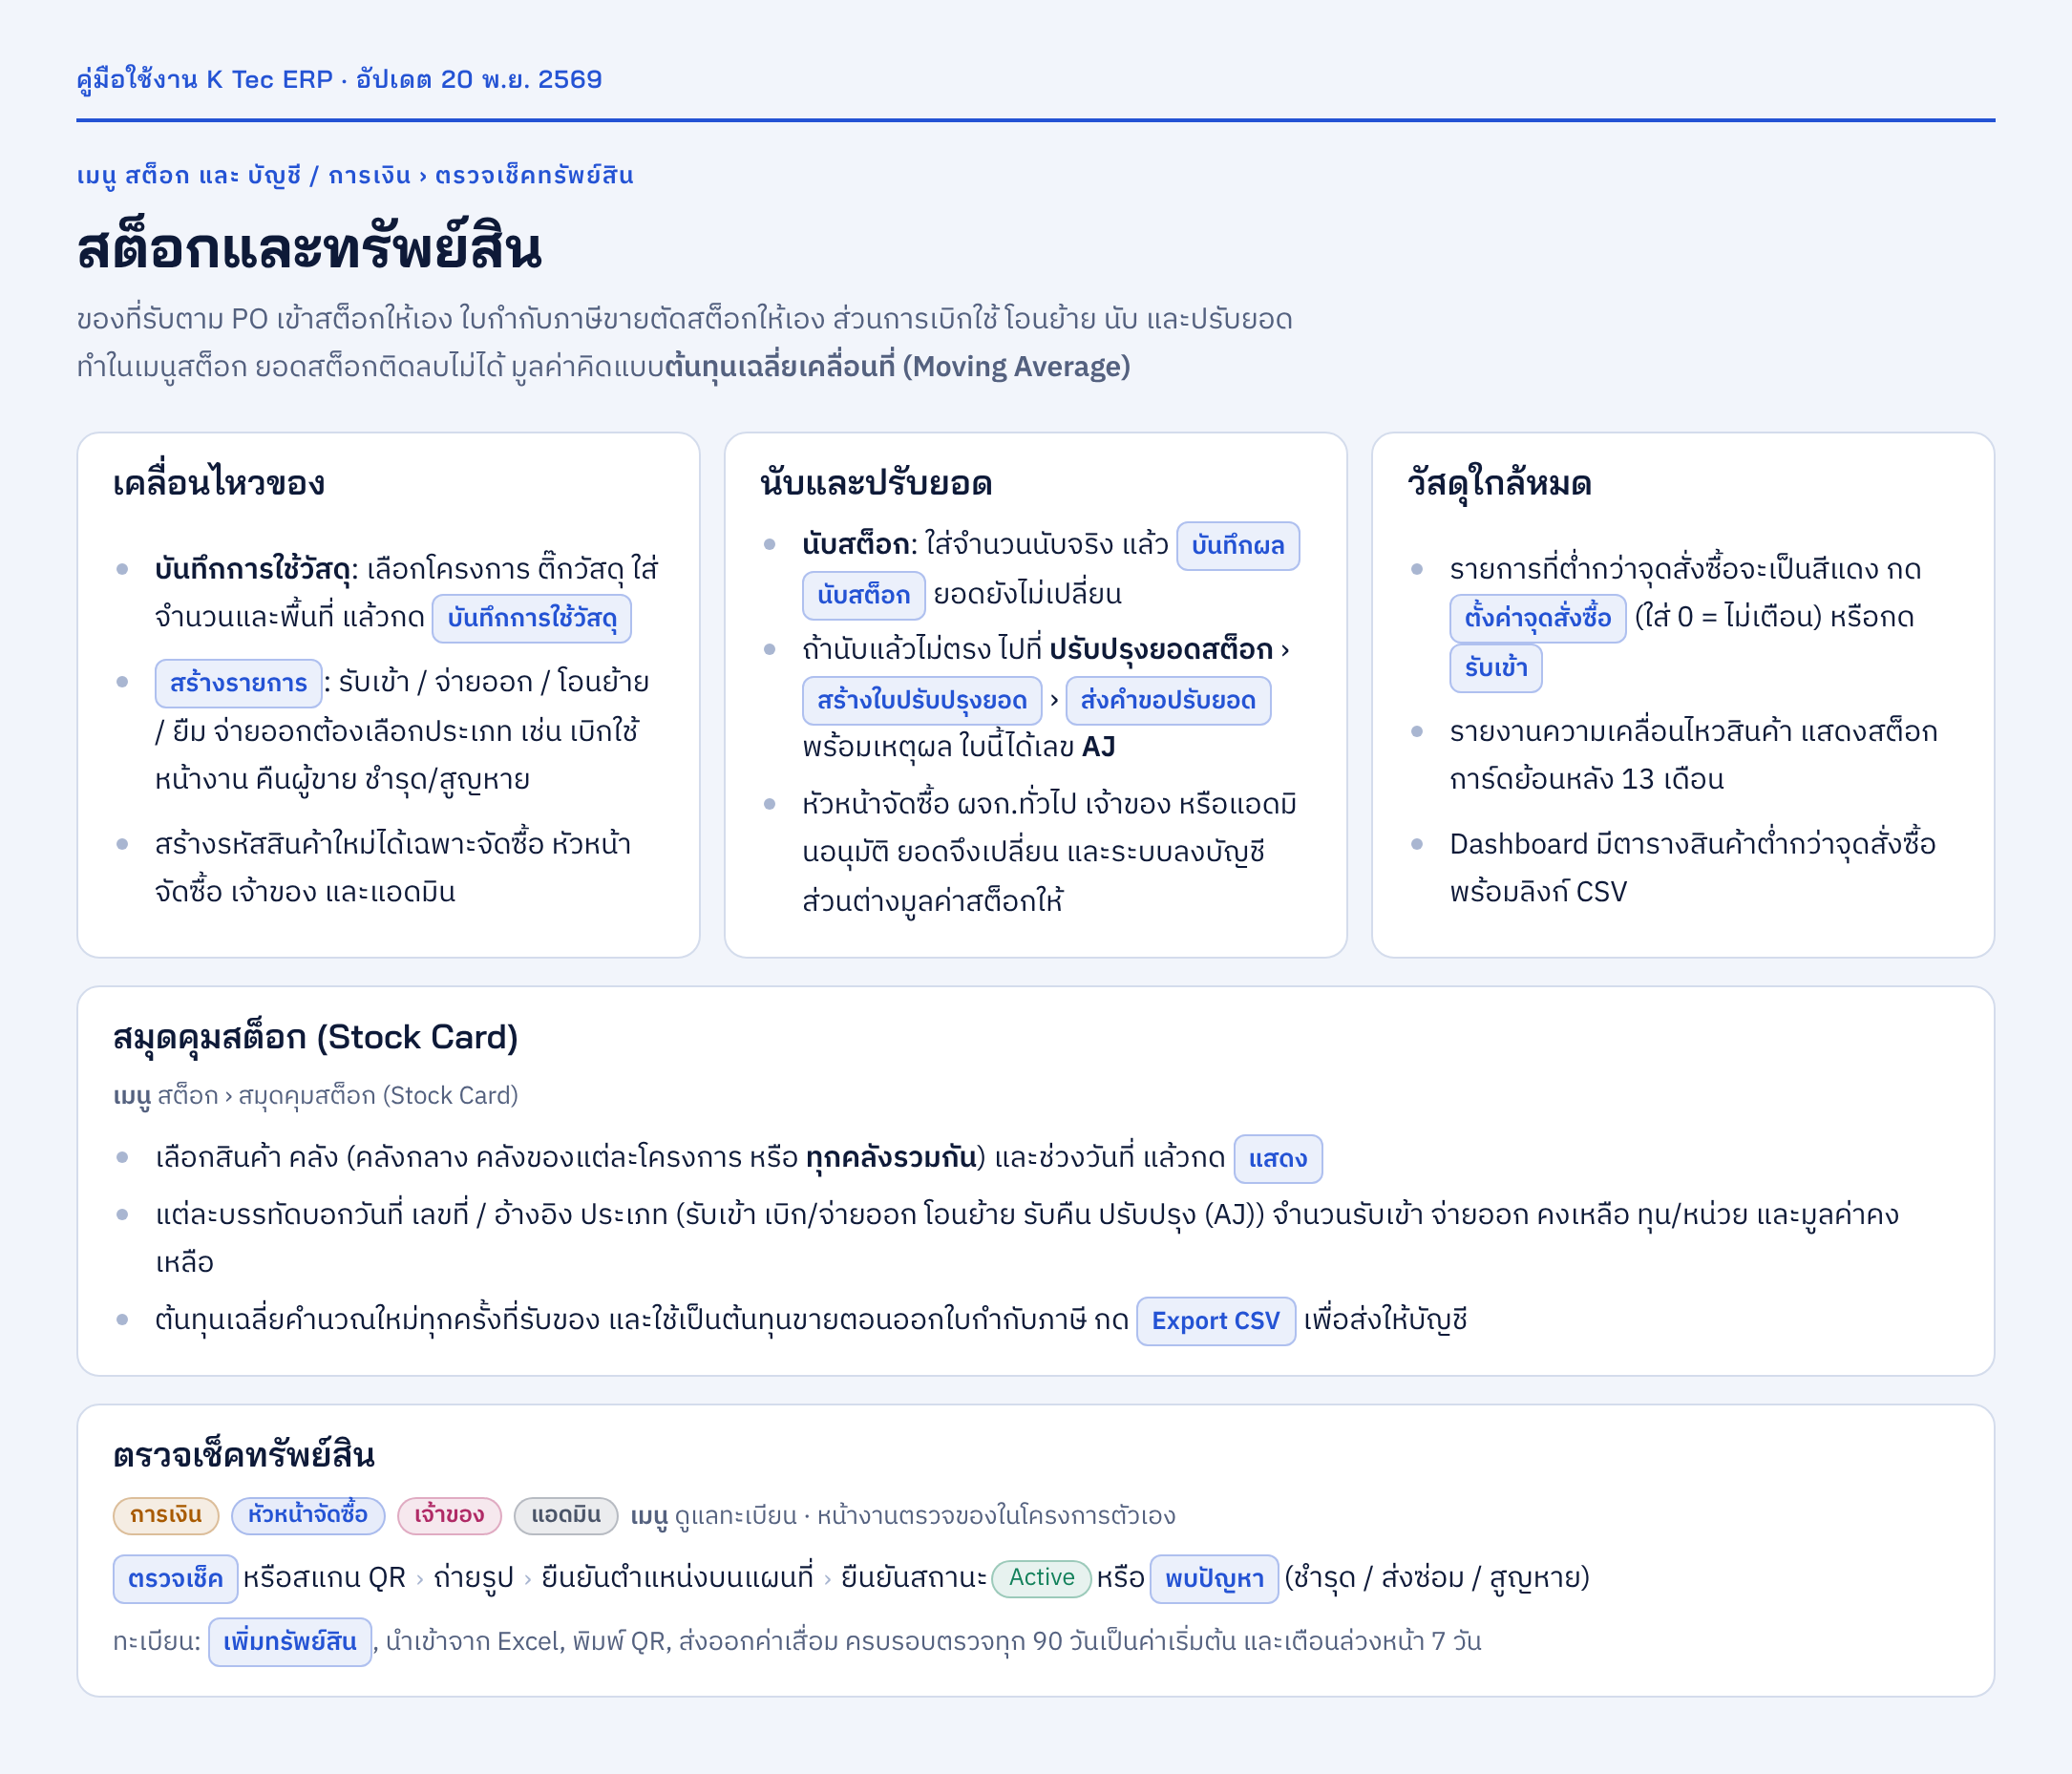 คู่มือใช้งาน K Tec ERP · อัปเดต 20 พ.ย. 2569
เมนู สต็อก และ บัญชี / การเงิน › ตรวจเช็คทรัพย์สิน
สต็อกและทรัพย์สิน
ของที่รับตาม PO เข้าสต็อกให้เอง ใบกำกับภาษีขายตัดสต็อกให้เอง ส่วนการเบิกใช้ โอนย้าย นับ และปรับยอด
ทำในเมนูสต็อก ยอดสต็อกติดลบไม่ได้ มูลค่าคิดแบบต้นทุนเฉลี่ยเคลื่อนที่ (Moving Average)
เคลื่อนไหวของ
บันทึกการใช้วัสดุ: เลือกโครงการ ติ๊กวัสดุ ใส่
จำนวนและพื้นที่ แล้วกด บันทึกการใช้วัสดุ
สร้างรายการ: รับเข้า / จ่ายออก / โอนย้าย
/ ยืม จ่ายออกต้องเลือกประเภท เช่น เบิกใช้
หน้างาน คืนผู้ขาย ชำรุด/สูญหาย
สร้างรหัสสินค้าใหม่ได้เฉพาะจัดซื้อ หัวหน้า
จัดซื้อ เจ้าของ และแอดมิน
นับและปรับยอด
นับสต็อก: ใส่จำนวนนับจริง แล้ว บันทึกผล
นับสต็อก ยอดยังไม่เปลี่ยน
ถ้านับแล้วไม่ตรง ไปที่ ปรับปรุงยอดสต็อก ›
สร้างใบปรับปรุงยอด › ส่งคำขอปรับยอด
พร้อมเหตุผล ใบนี้ได้เลข AJ
หัวหน้าจัดซื้อ ผจก.ทั่วไป เจ้าของ หรือแอดมิ
นอนุมัติ ยอดจึงเปลี่ยน และระบบลงบัญชี
ส่วนต่างมูลค่าสต็อกให้
วัสดุใกล้หมด
รายการที่ต่ำกว่าจุดสั่งซื้อจะเป็นสีแดง กด
ตั้งค่าจุดสั่งซื้อ (ใส่ 0 = ไม่เตือน) หรือกด
รับเข้า
รายงานความเคลื่อนไหวสินค้า แสดงสต็อก
การ์ดย้อนหลัง 13 เดือน
Dashboard มีตารางสินค้าต่ำกว่าจุดสั่งซื้อ
พร้อมลิงก์ CSV
สมุดคุมสต็อก (Stock Card)
เมนู สต็อก › สมุดคุมสต็อก (Stock Card)
เลือกสินค้า คลัง (คลังกลาง คลังของแต่ละโครงการ หรือ ทุกคลังรวมกัน) และช่วงวันที่ แล้วกด แสดง
แต่ละบรรทัดบอกวันที่ เลขที่ / อ้างอิง ประเภท (รับเข้า เบิก/จ่ายออก โอนย้าย รับคืน ปรับปรุง (AJ)) จำนวนรับเข้า จ่ายออก คงเหลือ ทุน/หน่วย และมูลค่าคง
เหลือ
ต้นทุนเฉลี่ยคำนวณใหม่ทุกครั้งที่รับของ และใช้เป็นต้นทุนขายตอนออกใบกำกับภาษี กด Export CSV เพื่อส่งให้บัญชี
ตรวจเช็คทรัพย์สิน
การเงิน หัวหน้าจัดซื้อ เจ้าของ แอดมิน เมนู ดูแลทะเบียน · หน้างานตรวจของในโครงการตัวเอง
ตรวจเช็ค หรือสแกน QR › ถ่ายรูป › ยืนยันตำแหน่งบนแผนที่ › ยืนยันสถานะ Active หรือ พบปัญหา (ชำรุด / ส่งซ่อม / สูญหาย)
ทะเบียน: เพิ่มทรัพย์สิน, นำเข้าจาก Excel, พิมพ์ QR, ส่งออกค่าเสื่อม ครบรอบตรวจทุก 90 วันเป็นค่าเริ่มต้น และเตือนล่วงหน้า 7 วัน